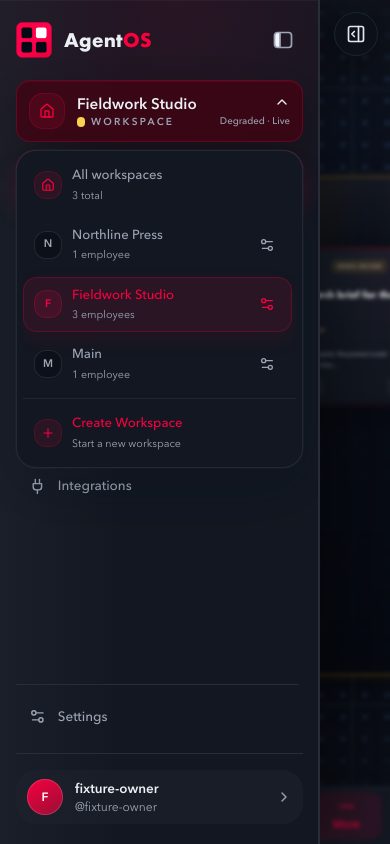 AgentOS
Fieldwork Studio
WORKSPACE
Degraded · Live
All workspaces
3 total
N
Northline Press
1 employee
F
Fieldwork Studio
3 employees
M
Main
1 employee
Create Workspace
Start a new workspace
Integrations
Settings
F
fixture-owner
@fixture-owner